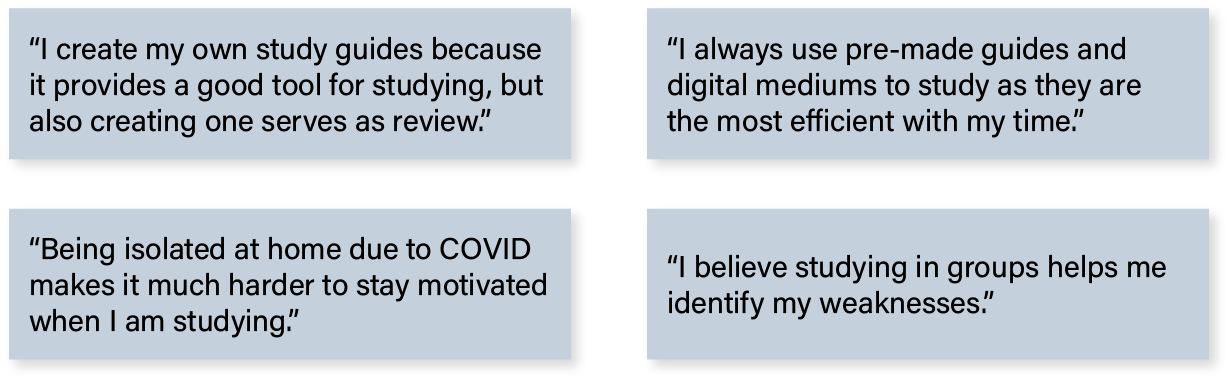 “I create my own study guides because
it provides a good tool for studying, but
also creating one serves as review.”
“I always use pre-made guides and
digital mediums to study as they are
the most efficient with my time.”
“Being isolated at home due to COVID
makes it much harder to stay motivated
when I am studying.”
“I believe studying in groups helps me
identify my weaknesses.”